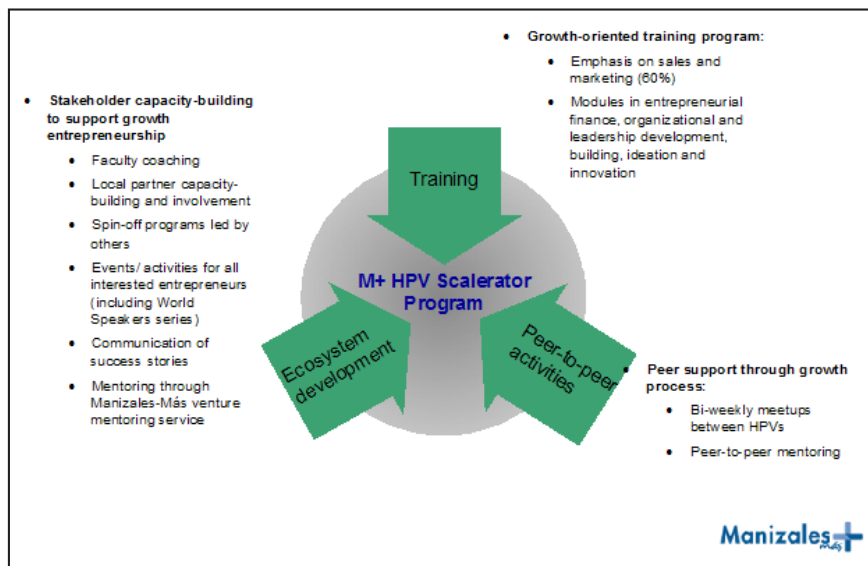 • Growth-oriented training program:
• Emphasis on sales and
marketing (60%)
• Modules in entrepreneurial
finance, organizational and
leadership development,
building, ideation and
innovation
• Stakeholder capacity-building
to support growth
entrepreneurship
• Faculty coaching
• Local partner capacity-
building and involvement
• Spin-off programs led by
others
• Events/ activities for all
interested entrepreneurs
(including World
Speakers series)
• Communication of
success stories
• Mentoring through
Manizales-Más venture
mentoring service
Training
M+ HPV Scalerator
Program
Ecosystem
development
Peer-to-peer
activities
• Peer support through growth
process:
• Bi-weekly meetups
between HPVs
• Peer-to-peer mentoring
Manizales
más